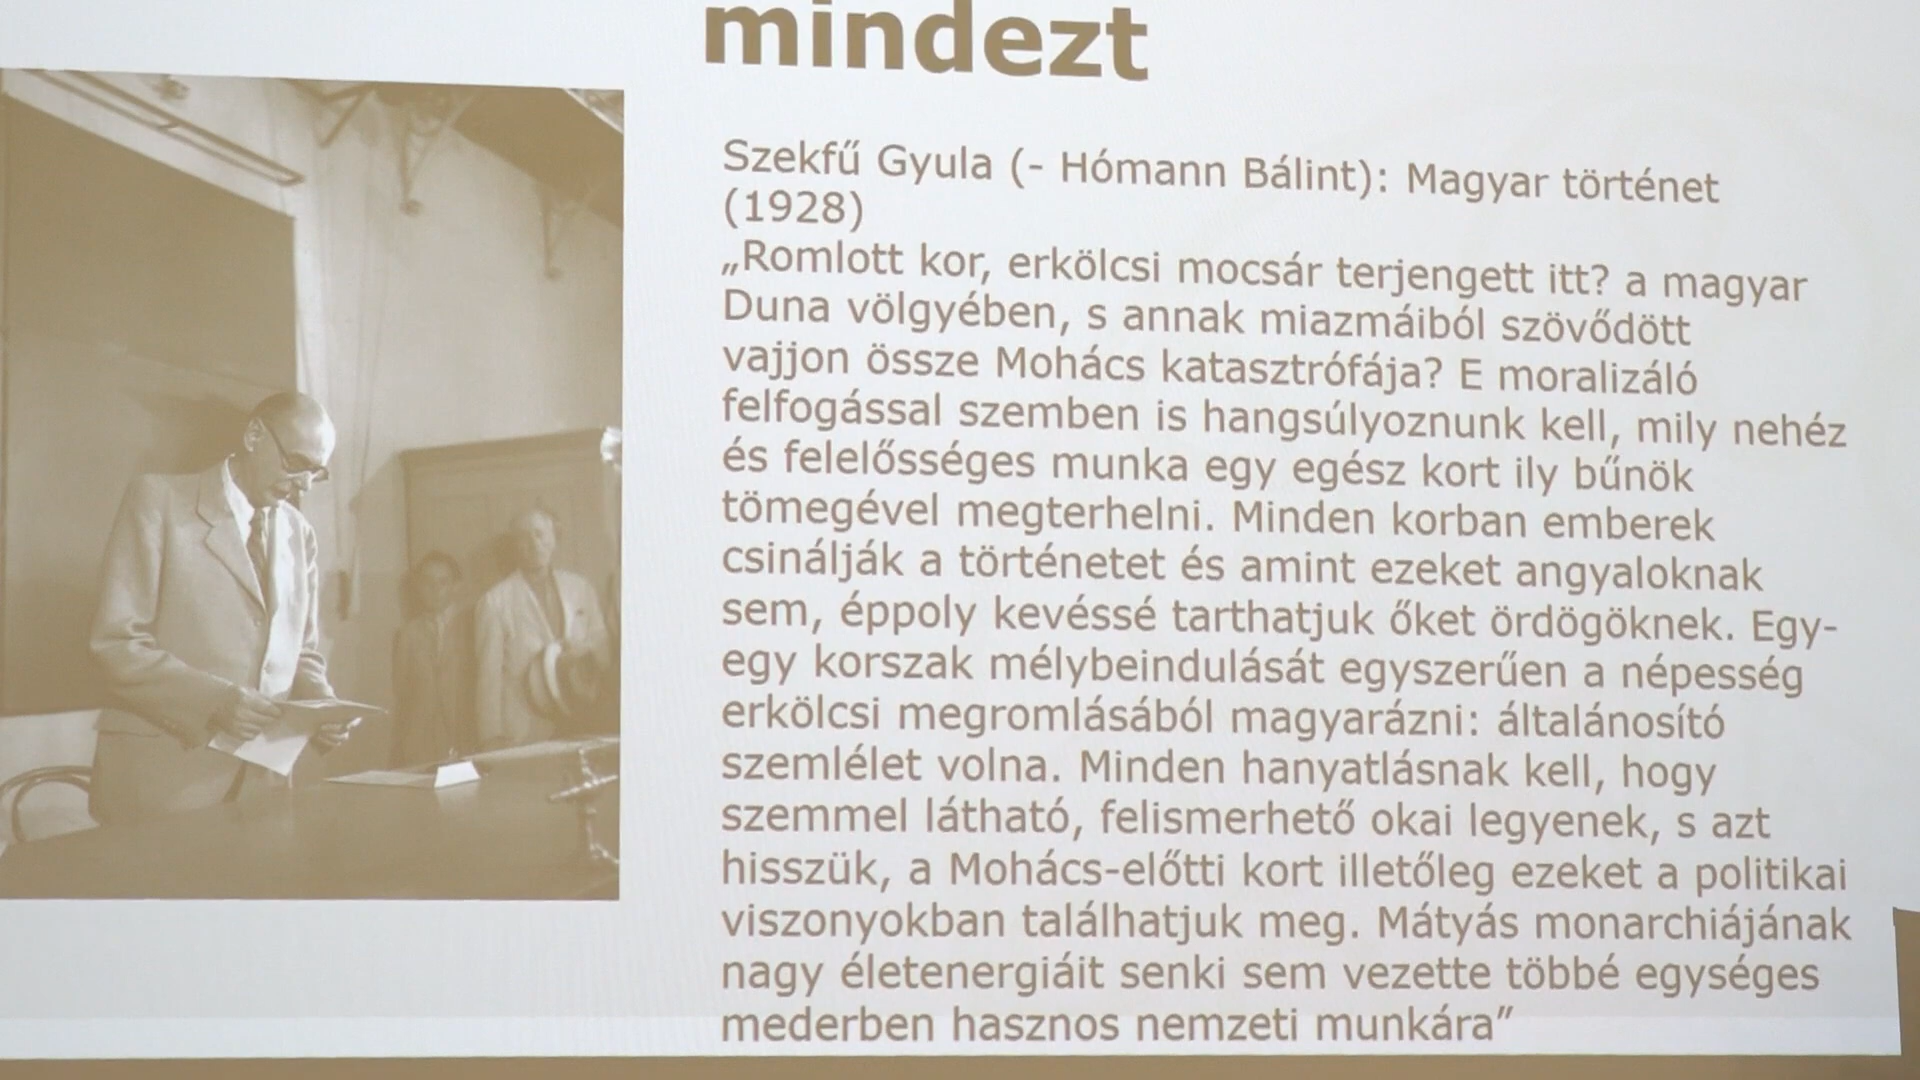 mindezt
Szekfű Gyula (- Hómann Bálint): Magyar történet
(1928)
„Romlott kor, erkölcsi mocsár terjengett itt? a magyar
Duna völgyében, s annak miazmáiból szövődött
vajjon össze Mohács katasztrófája? E moralizáló
felfogással szemben is hangsúlyoznunk kell, mily nehéz
és felelősséges munka egy egész kort ily bűnök
tömegével megterhelni. Minden korban emberek
csinálják a történetet és amint ezeket angyaloknak
sem, éppoly kevéssé tarthatjuk őket ördögöknek. Egy-
egy korszak mélybeindulását egyszerűen a népesség
erkölcsi megromlásából magyarázni: általánosító
szemlélet volna. Minden hanyatlásnak kell, hogy
szemmel látható, felismerhető okai legyenek, s azt
hisszük, a Mohács-előtti kort illetőleg ezeket a politikai
viszonyokban találhatjuk meg. Mátyás monarchiájának
nagy életenergiáit senki sem vezette többé egységes
mederben hasznos nemzeti munkára”